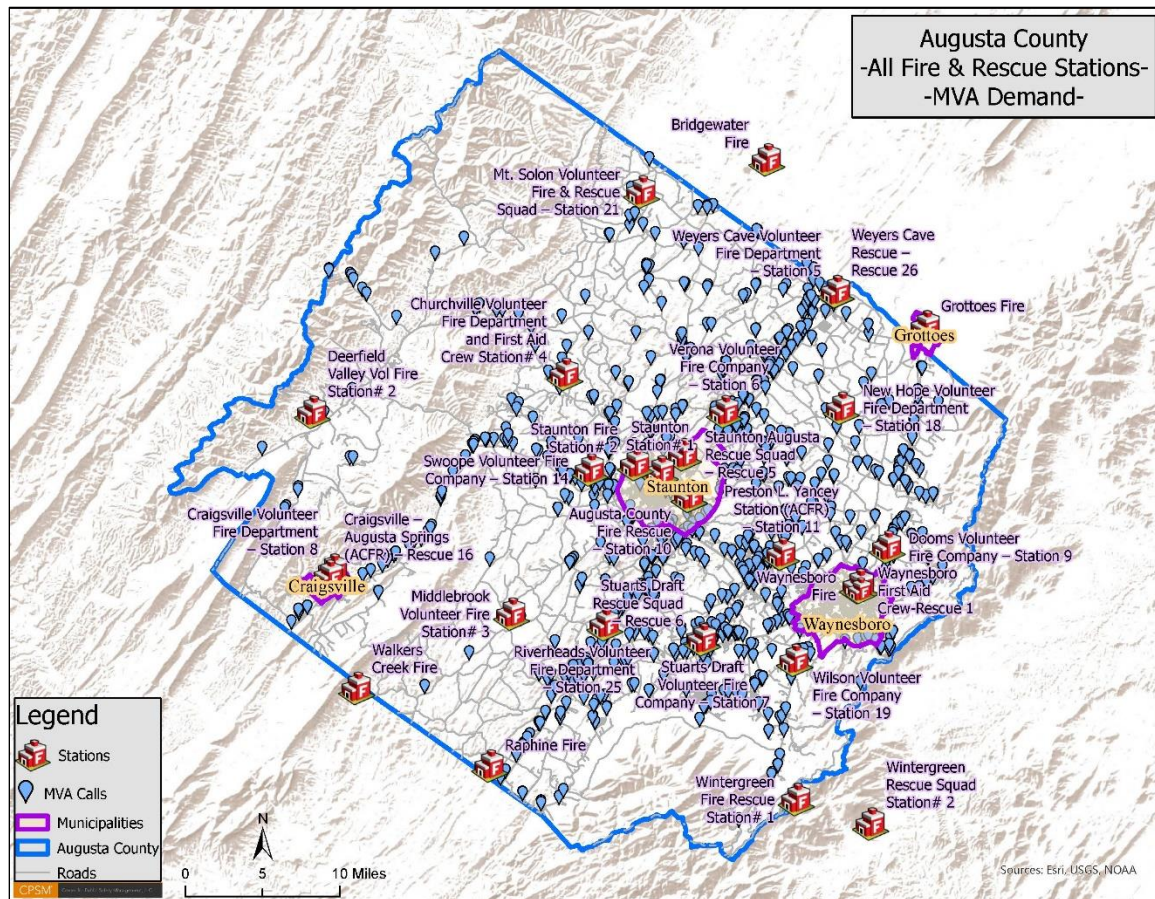 Augusta County
-All Fire & Rescue Stations-
-MVA Demand-
Bridgewater
Fire
Mt. Solon Volunteer
Fire & Rescue
Squad – Station 21
Weyers Cave Volunteer
Fire Department
– Station 5
Weyers Cave
Rescue –
Rescue 26
Grottoes Fire
Grottoes
Churchville Volunteer
Fire Department
and First Aid
Crew Station# 4
Deerfield
Valley Vol Fire
Station# 2
Verona Volunteer
Fire Company
– Station 6
New Hope Volunteer
Fire Department
– Station 18
Staunton Fire
Station# 2
Staunton
Station# 1
Staunton Augusta
Rescue Squad
– Rescue 5
Swoope Volunteer Fire
Company – Station 14
Staunton
Preston L. Yancey
Station (ACFR)
– Station 11
Augusta County
Fire Rescue
– Station 10
Craigsville Volunteer
Fire Department
– Station 8
Craigsville –
Augusta Springs
(ACFR) – Rescue 16
Craigsville
Dooms Volunteer
Fire Company – Station 9
Waynesboro
Fire
Waynesboro
First Aid
Crew-Rescue 1
Waynesboro
Middlebrook
Volunteer Fire
Station# 3
Stuarts Draft
Rescue Squad
– Rescue 6
Walkers
Creek Fire
Riverheads Volunteer
Fire Department
Station 25
Stuarts Draft
Volunteer Fire
Company – Station 7
Wilson Volunteer
Fire Company
– Station 19
Raphine Fire
Wintergreen
Fire Rescue
Station# 1
Wintergreen
Rescue Squad
Station# 2
Legend
Stations
MVA Calls
Municipalities
Augusta County
Roads
CPSM
N
0 5 10 Miles
Sources: Esri, USGS, NOAA